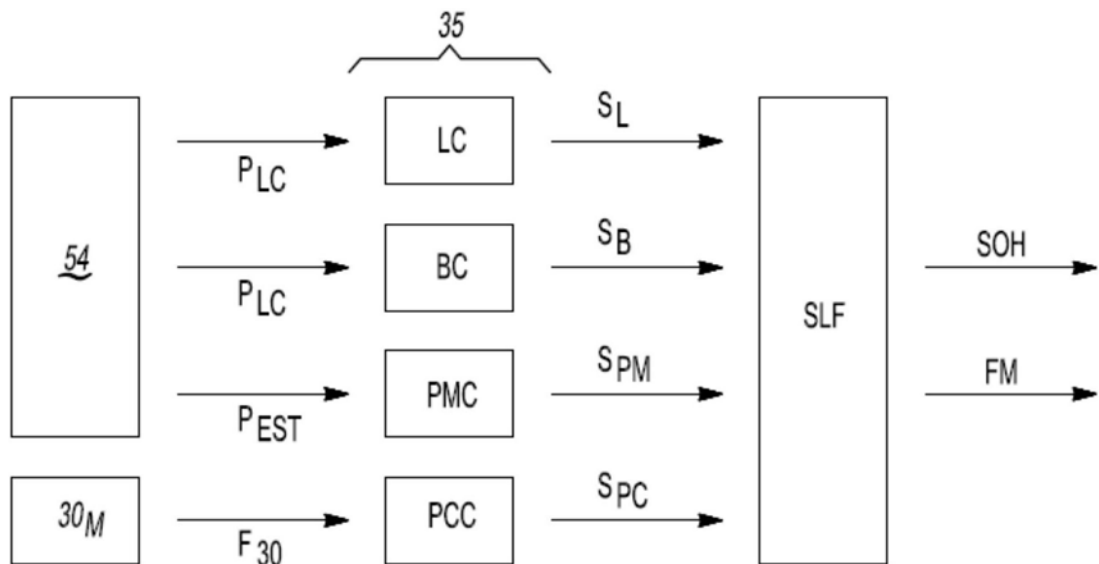 35
S_L
LC
P_LC
54
S_B
BC
P_LC
SOH
SLF
S_PM
PMC
P_EST
FM
S_PC
30_M
PCC
F_30